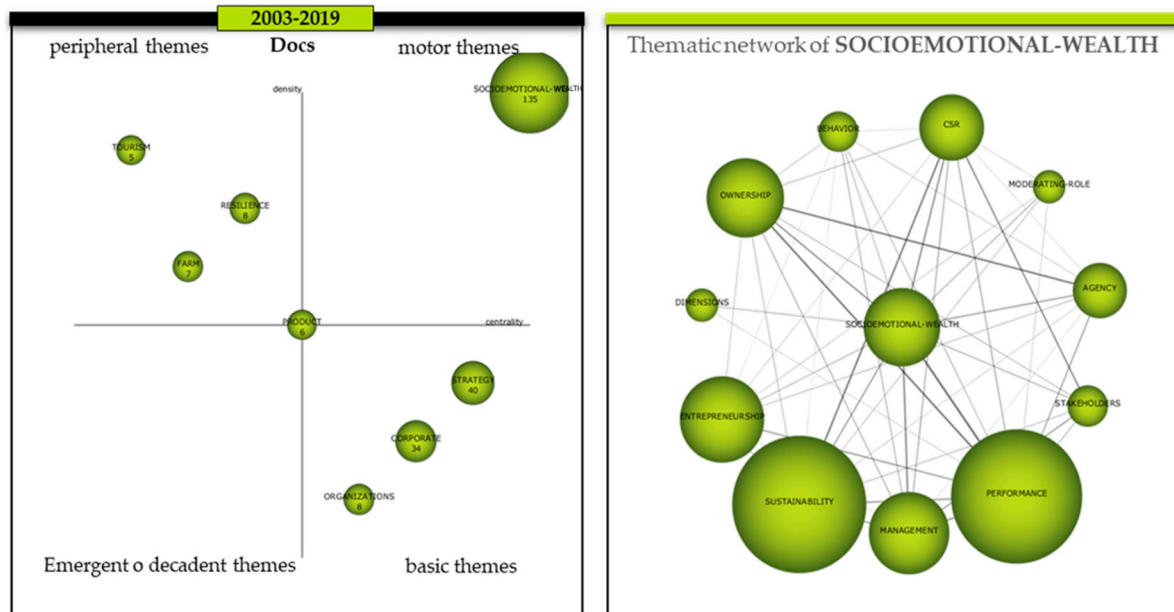 2003-2019
peripheral themes
Docs
motor themes
density
SOCIOEMOTIONAL-WEALTH
135
TOURISM
5
RESILIENCE
8
FARM
7
PRODUCT
6
centrality
STRATEGY
40
CORPORATE
34
ORGANIZATIONS
8
Emergent o decadent themes
basic themes
Thematic network of SOCIOEMOTIONAL-WEALTH
CSR
BEHAVIOR
MODERATING-ROLE
OWNERSHIP
AGENCY
DIMENSIONS
SOCIOEMOTIONAL-WEALTH
STAKEHOLDERS
ENTREPRENEURSHIP
PERFORMANCE
SUSTAINABILITY
MANAGEMENT